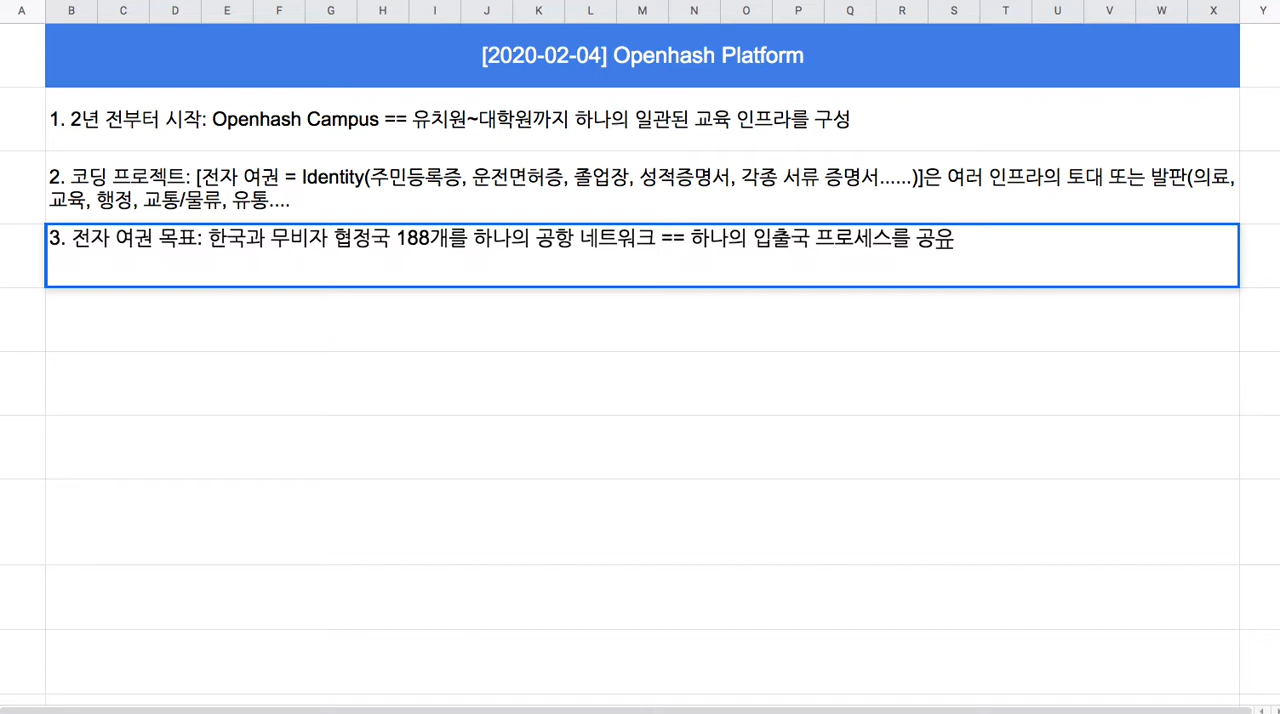 A B C D E F G H I J K L M N O P Q R S T U V W X Y
[2020-02-04] Openhash Platform
1. 2년 전부터 시작: Openhash Campus == 유치원~대학원까지 하나의 일관된 교육 인프라를 구성
2. 코딩 프로젝트: [전자 여권 = Identity(주민등록증, 운전면허증, 졸업장, 성적증명서, 각종 서류 증명서......)]은 여러 인프라의 토대 또는 발판(의료,
교육, 행정, 교통/물류, 유통....
3. 전자 여권 목표: 한국과 무비자 협정국 188개를 하나의 공항 네트워크 == 하나의 입출국 프로세스를 공유